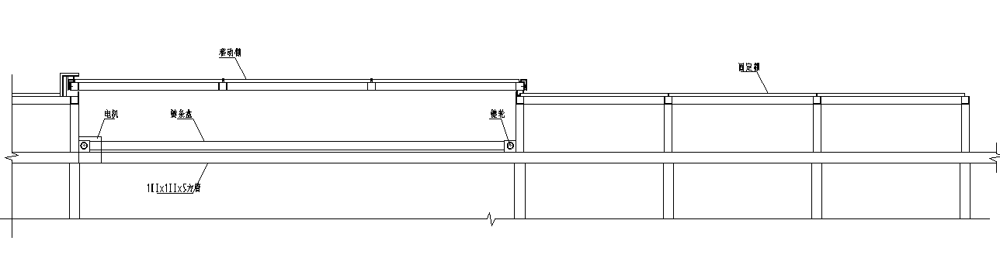 移动棚
固定棚
电机
链条盒
链轮
100x100x5方管